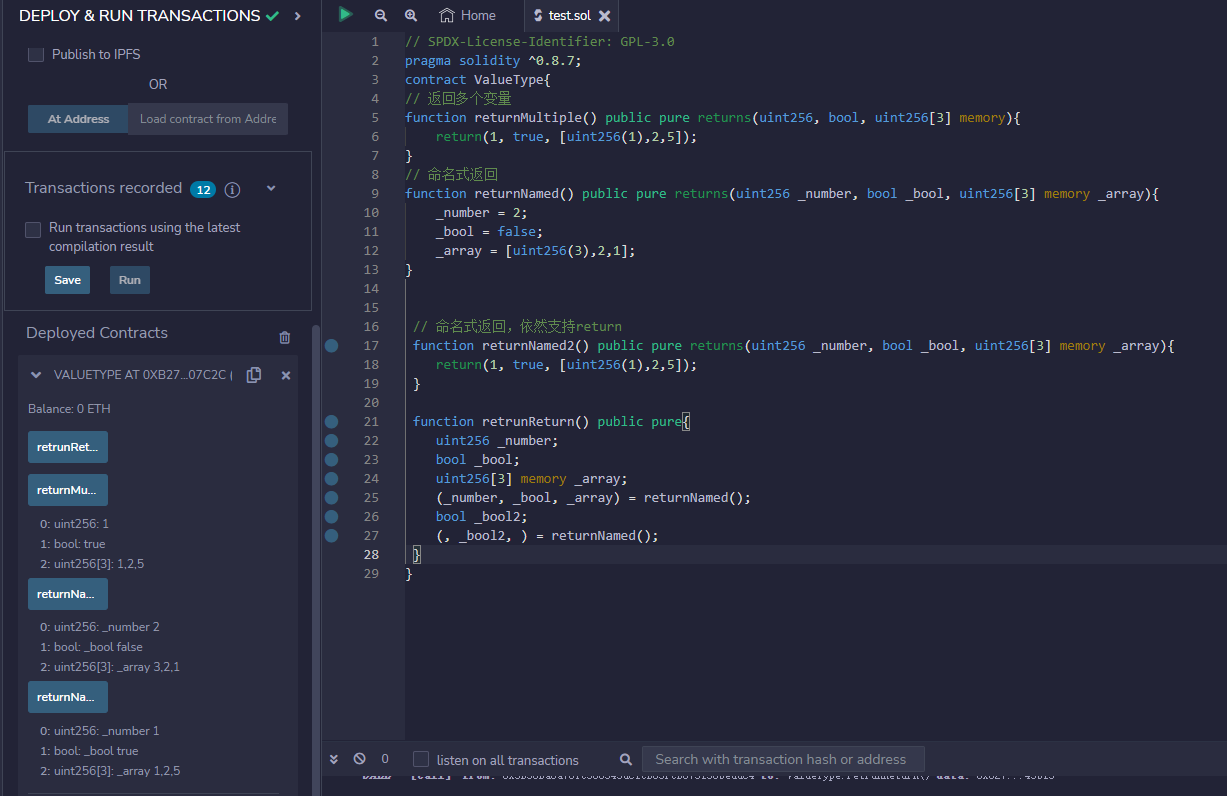 DEPLOY & RUN TRANSACTIONS
Publish to IPFS
OR
At Address
Load contract from Addre
Transactions recorded 12
Run transactions using the latest
compilation result
Save
Run
Deployed Contracts
VALUETYPE AT 0XB27...07C2C (
Balance: 0 ETH
retrunRet...
returnMu...
0: uint256: 1
1: bool: true
2: uint256[3]: 1,2,5
returnNa...
0: uint256: _number 2
1: bool: _bool false
2: uint256[3]: _array 3,2,1
returnNa...
0: uint256: _number 1
1: bool: _bool true
2: uint256[3]: _array 1,2,5
Home
test.sol
1 // SPDX-License-Identifier: GPL-3.0
2 pragma solidity ^0.8.7;
3 contract ValueType{
4 // 返回多个变量
5 function returnMultiple() public pure returns(uint256, bool, uint256[3] memory){
6 return(1, true, [uint256(1),2,5]);
7 }
8 // 命名式返回
9 function returnNamed() public pure returns(uint256 _number, bool _bool, uint256[3] memory _array){
10 _number = 2;
11 _bool = false;
12 _array = [uint256(3),2,1];
13 }
14
15
16 // 命名式返回，依然支持return
17 function returnNamed2() public pure returns(uint256 _number, bool _bool, uint256[3] memory _array){
18 return(1, true, [uint256(1),2,5]);
19 }
20
21 function retrunReturn() public pure{
22 uint256 _number;
23 bool _bool;
24 uint256[3] memory _array;
25 (_number, _bool, _array) = returnNamed();
26 bool _bool2;
27 (, _bool2, ) = returnNamed();
28 }
29 }
0
listen on all transactions
Search with transaction hash or address